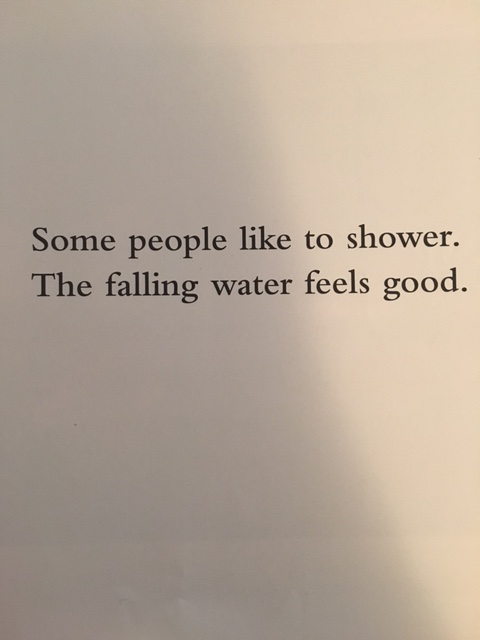 Some people like to shower.
The falling water feels good.